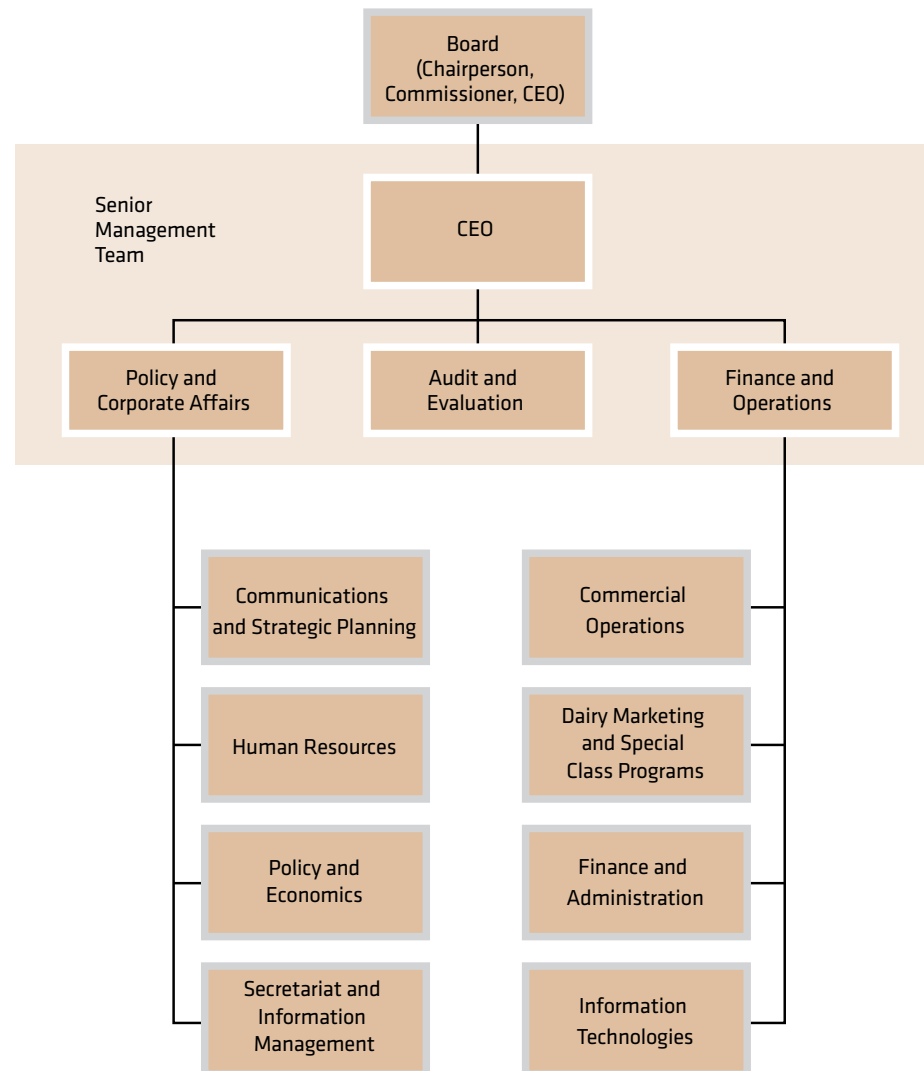 Board
(Chairperson,
Commissioner, CEO)
Senior
Management
Team
CEO
Policy and
Corporate Affairs
Audit and
Evaluation
Finance and
Operations
Communications
and Strategic Planning
Commercial
Operations
Human Resources
Dairy Marketing
and Special
Class Programs
Policy and
Economics
Finance and
Administration
Secretariat and
Information
Management
Information
Technologies